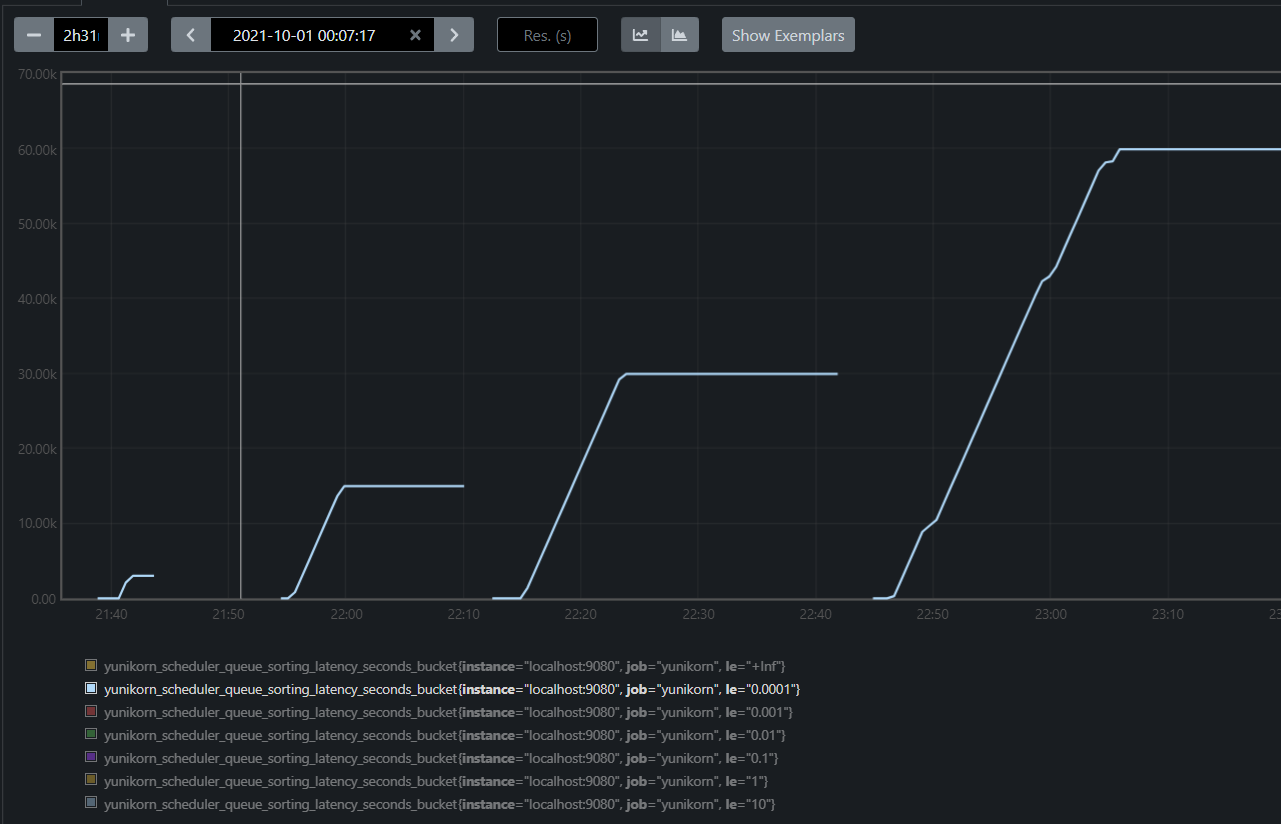 2h31
2021-10-01 00:07:17
Res. (s)
Show Exemplars
70.00k
60.00k
50.00k
40.00k
30.00k
20.00k
10.00k
0.00
21:40 21:50 22:00 22:10 22:20 22:30 22:40 22:50 23:00 23:10
yunikorn_scheduler_queue_sorting_latency_seconds_bucket{instance="localhost:9080", job="yunikorn", le="+Inf"}
yunikorn_scheduler_queue_sorting_latency_seconds_bucket{instance="localhost:9080", job="yunikorn", le="0.0001"}
yunikorn_scheduler_queue_sorting_latency_seconds_bucket{instance="localhost:9080", job="yunikorn", le="0.001"}
yunikorn_scheduler_queue_sorting_latency_seconds_bucket{instance="localhost:9080", job="yunikorn", le="0.01"}
yunikorn_scheduler_queue_sorting_latency_seconds_bucket{instance="localhost:9080", job="yunikorn", le="0.1"}
yunikorn_scheduler_queue_sorting_latency_seconds_bucket{instance="localhost:9080", job="yunikorn", le="1"}
yunikorn_scheduler_queue_sorting_latency_seconds_bucket{instance="localhost:9080", job="yunikorn", le="10"}